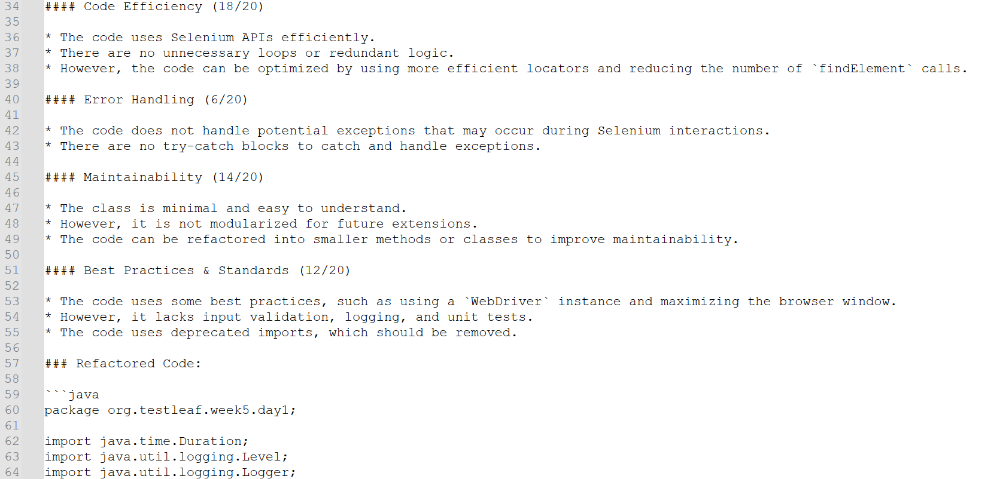 34 #### Code Efficiency (18/20)
35
36 * The code uses Selenium APIs efficiently.
37 * There are no unnecessary loops or redundant logic.
38 * However, the code can be optimized by using more efficient locators and reducing the number of `findElement` calls.
39
40 #### Error Handling (6/20)
41
42 * The code does not handle potential exceptions that may occur during Selenium interactions.
43 * There are no try-catch blocks to catch and handle exceptions.
44
45 #### Maintainability (14/20)
46
47 * The class is minimal and easy to understand.
48 * However, it is not modularized for future extensions.
49 * The code can be refactored into smaller methods or classes to improve maintainability.
50
51 #### Best Practices & Standards (12/20)
52
53 * The code uses some best practices, such as using a `WebDriver` instance and maximizing the browser window.
54 * However, it lacks input validation, logging, and unit tests.
55 * The code uses deprecated imports, which should be removed.
56
57 ### Refactored Code:
58
59 ```java
60 package org.testleaf.week5.day1;
61
62 import java.time.Duration;
63 import java.util.logging.Level;
64 import java.util.logging.Logger;